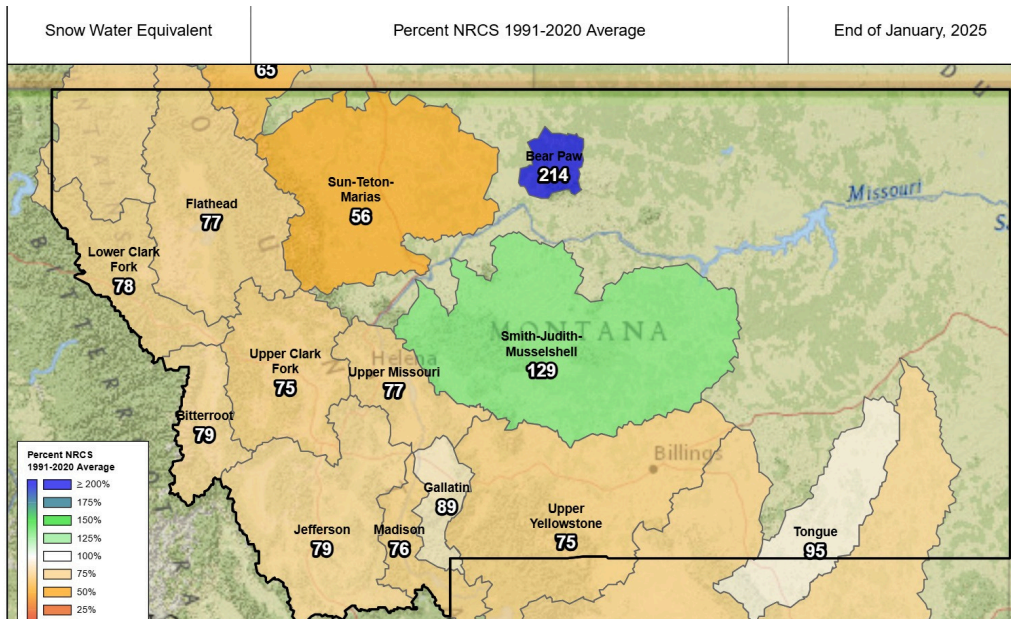 Snow Water Equivalent
Percent NRCS 1991-2020 Average
End of January, 2025
65
D U
Bear Paw
214
Sun-Teton-
Marias
56
Missouri
Flathead
77
Lower Clark
Fork
78
MONTANA
Smith-Judith-
Musselshell
129
Helena
Upper Clark
Fork
75
Upper Missouri
77
Bitterroot
79
Billings
Gallatin
89
Upper
Yellowstone
75
Jefferson
79
Madison
76
Tongue
95
B I T T E R
Percent NRCS
1991-2020 Average
≥ 200%
175%
150%
125%
100%
75%
50%
25%